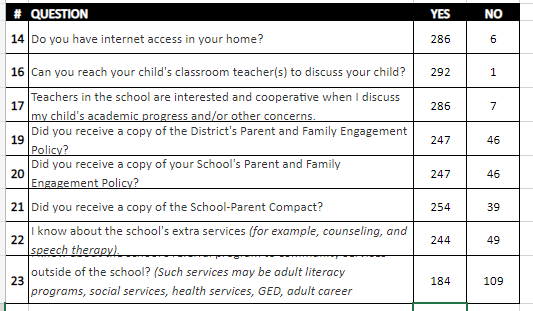 # QUESTION YES NO
14 Do you have internet access in your home? 286 6
16 Can you reach your child's classroom teacher(s) to discuss your child? 292 1
Teachers in the school are interested and cooperative when I discuss
17 my child's academic progress and/or other concerns. 286 7
Did you receive a copy of the District's Parent and Family Engagement
19 Policy? 247 46
Did you receive a copy of your School's Parent and Family
20 Engagement Policy? 247 46
21 Did you receive a copy of the School-Parent Compact? 254 39
I know about the school's extra services (for example, counseling, and
22 speech therapy). 244 49
outside of the school? (Such services may be adult literacy
23 programs, social services, health services, GED, adult career 184 109